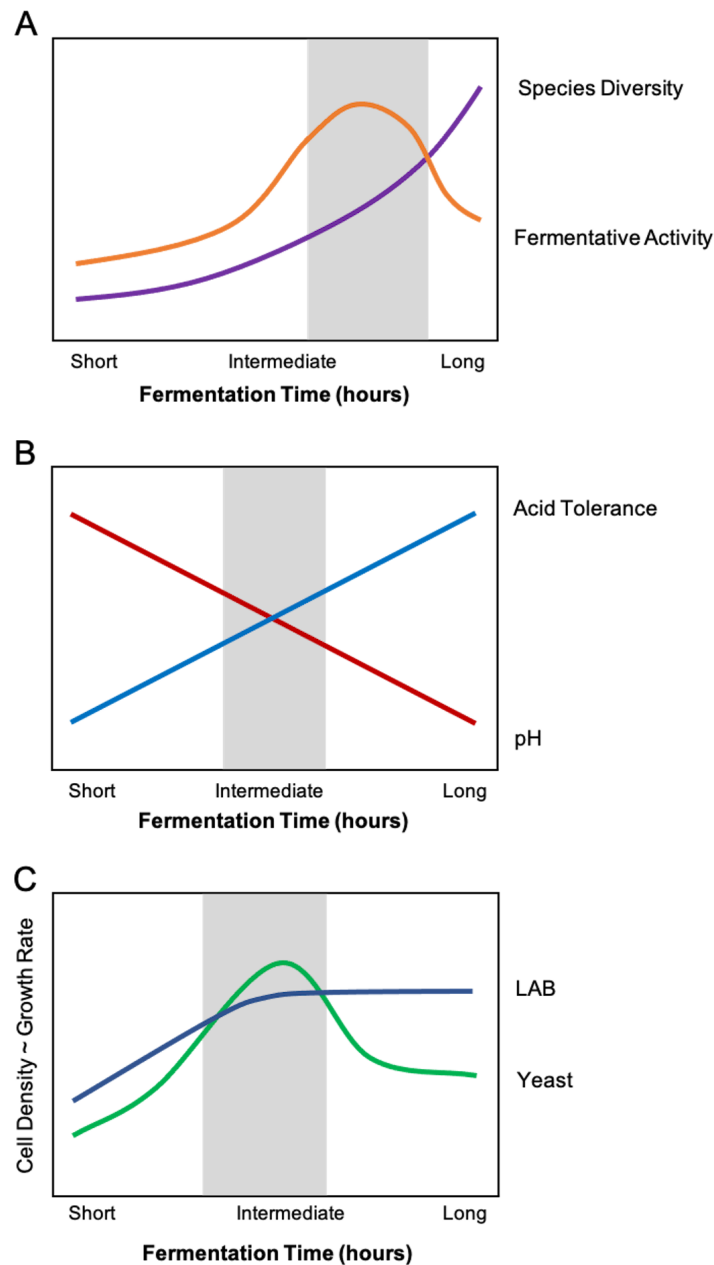 A
Species Diversity
Fermentative Activity
Short Intermediate Long
Fermentation Time (hours)
B
Acid Tolerance
pH
Short Intermediate Long
Fermentation Time (hours)
C
Cell Density ~ Growth Rate
LAB
Yeast
Short Intermediate Long
Fermentation Time (hours)